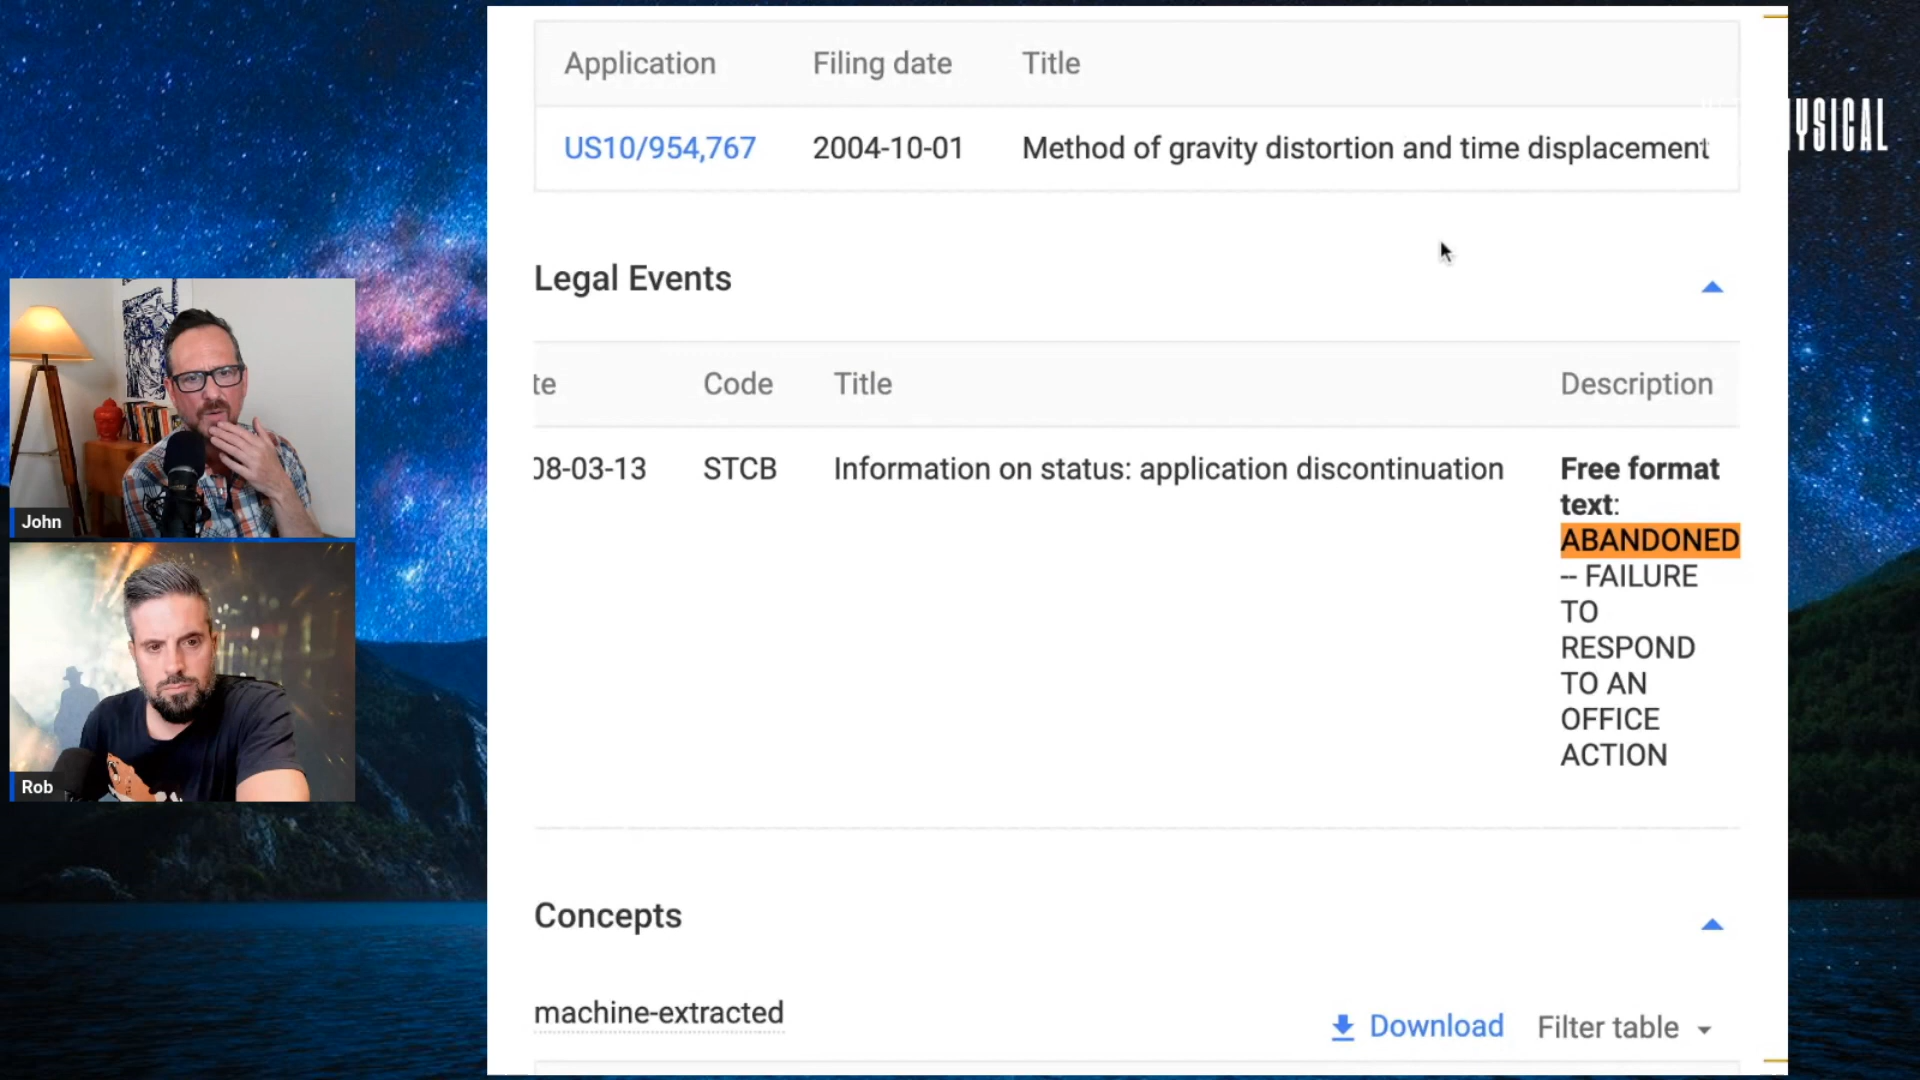 Application Filing date Title
US10/954,767 2004-10-01 Method of gravity distortion and time displacement
YSICAL
Legal Events
te Code Title Description
08-03-13 STCB Information on status: application discontinuation Free format
text:
ABANDONED
-- FAILURE
TO
RESPOND
TO AN
OFFICE
ACTION
John
Rob
Concepts
machine-extracted
Download Filter table